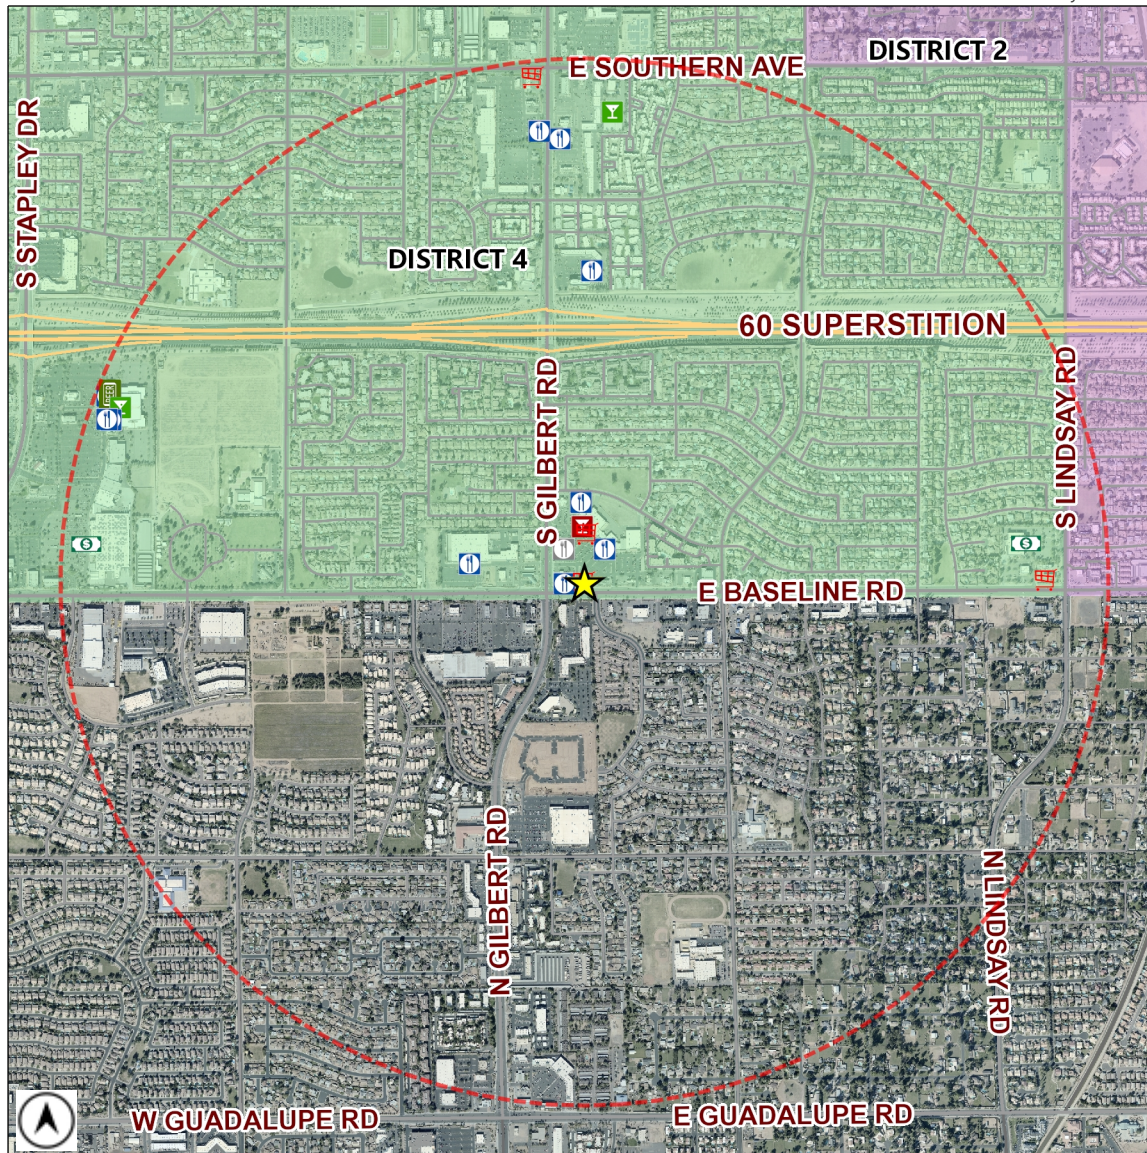 DISTRICT 2
E SOUTHERN AVE
S STAPLEY DR
DISTRICT 4
60 SUPERSTITION
S GILBERT RD
S LINDSAY RD
BEER
E BASELINE RD
N GILBERT RD
N LINDSAY RD
W GUADALUPE RD
E GUADALUPE RD